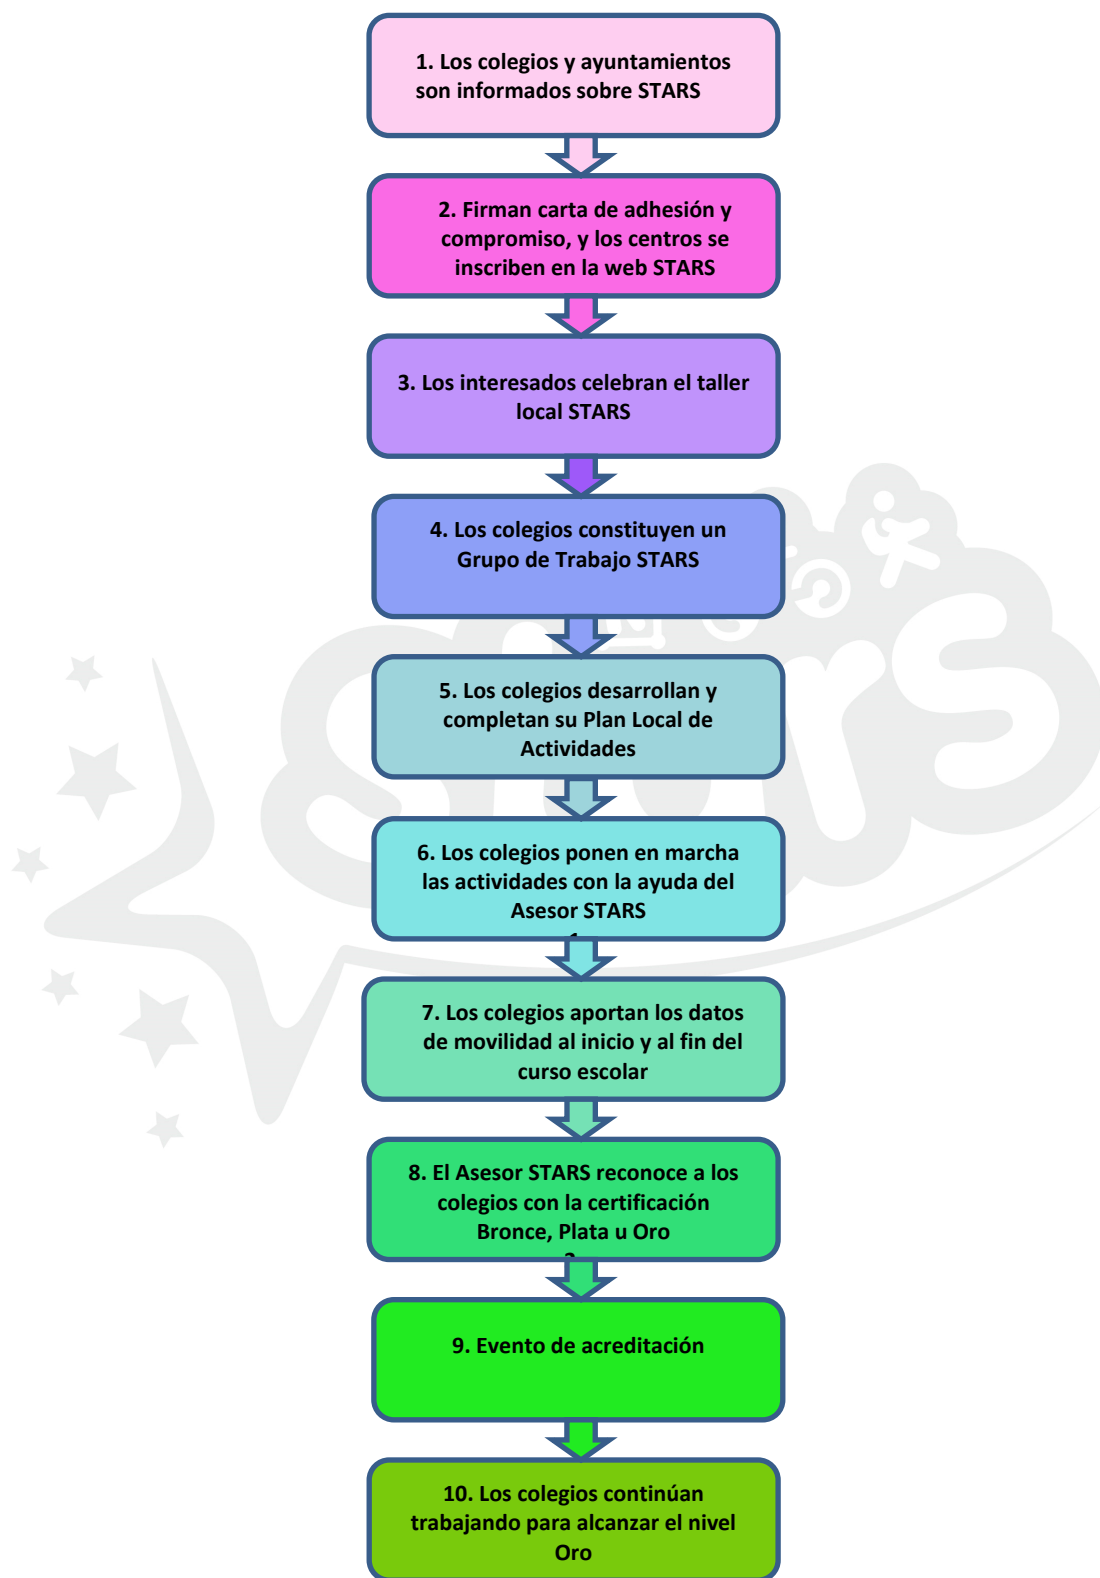 1. Los colegios y ayuntamientos
son informados sobre STARS
2. Firman carta de adhesión y
compromiso, y los centros se
inscriben en la web STARS
3. Los interesados celebran el taller
local STARS
4. Los colegios constituyen un
Grupo de Trabajo STARS
5. Los colegios desarrollan y
completan su Plan Local de
Actividades
6. Los colegios ponen en marcha
las actividades con la ayuda del
Asesor STARS
7. Los colegios aportan los datos
de movilidad al inicio y al fin del
curso escolar
8. El Asesor STARS reconoce a los
colegios con la certificación
Bronce, Plata u Oro
9. Evento de acreditación
10. Los colegios continúan
trabajando para alcanzar el nivel
Oro